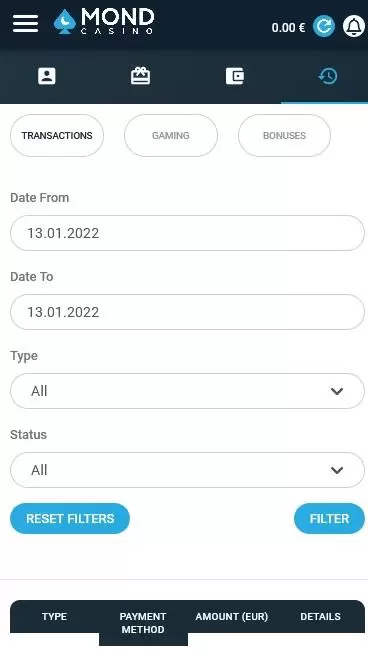 MOND
CASINO
0.00 €
TRANSACTIONS
GAMING
BONUSES
Date From
13.01.2022
Date To
13.01.2022
Type
All
Status
All
RESET FILTERS
FILTER
TYPE
PAYMENT
METHOD
AMOUNT (EUR)
DETAILS